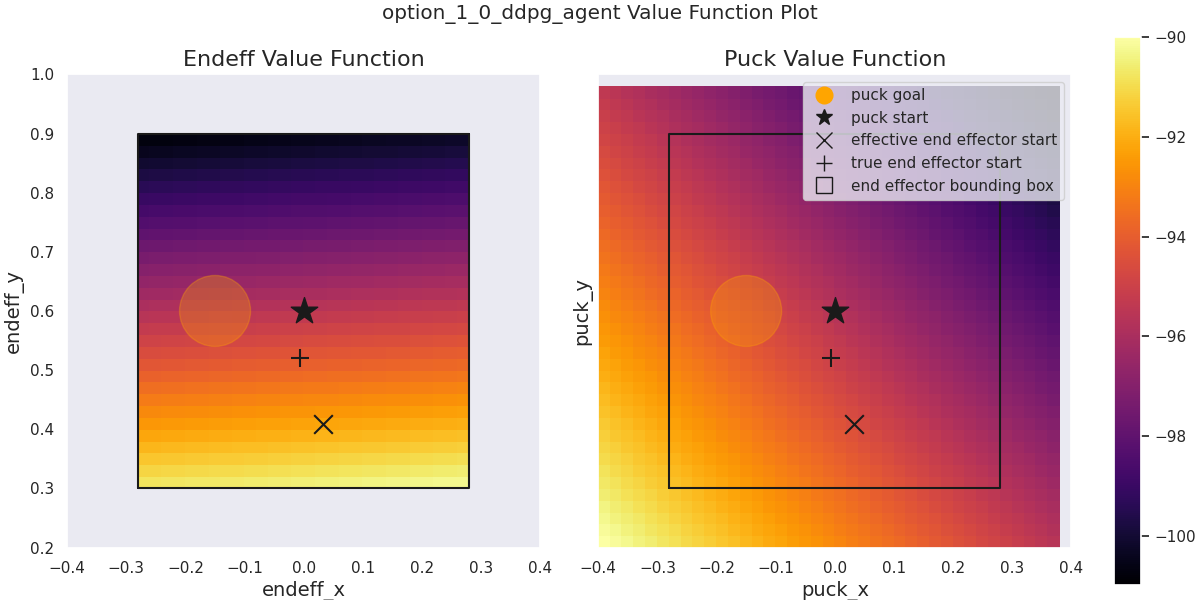 option_1_0_ddpg_agent Value Function Plot
Endeff Value Function
1.0
0.9
0.8
0.7
0.6
0.5
0.4
0.3
0.2
−0.4 −0.3 −0.2 −0.1 0.0 0.1 0.2 0.3 0.4
endeff_x
endeff_y
Puck Value Function
puck goal
puck start
effective end effector start
true end effector start
end effector bounding box
−0.4 −0.3 −0.2 −0.1 0.0 0.1 0.2 0.3 0.4
puck_x
puck_y
−90
−92
−94
−96
−98
−100